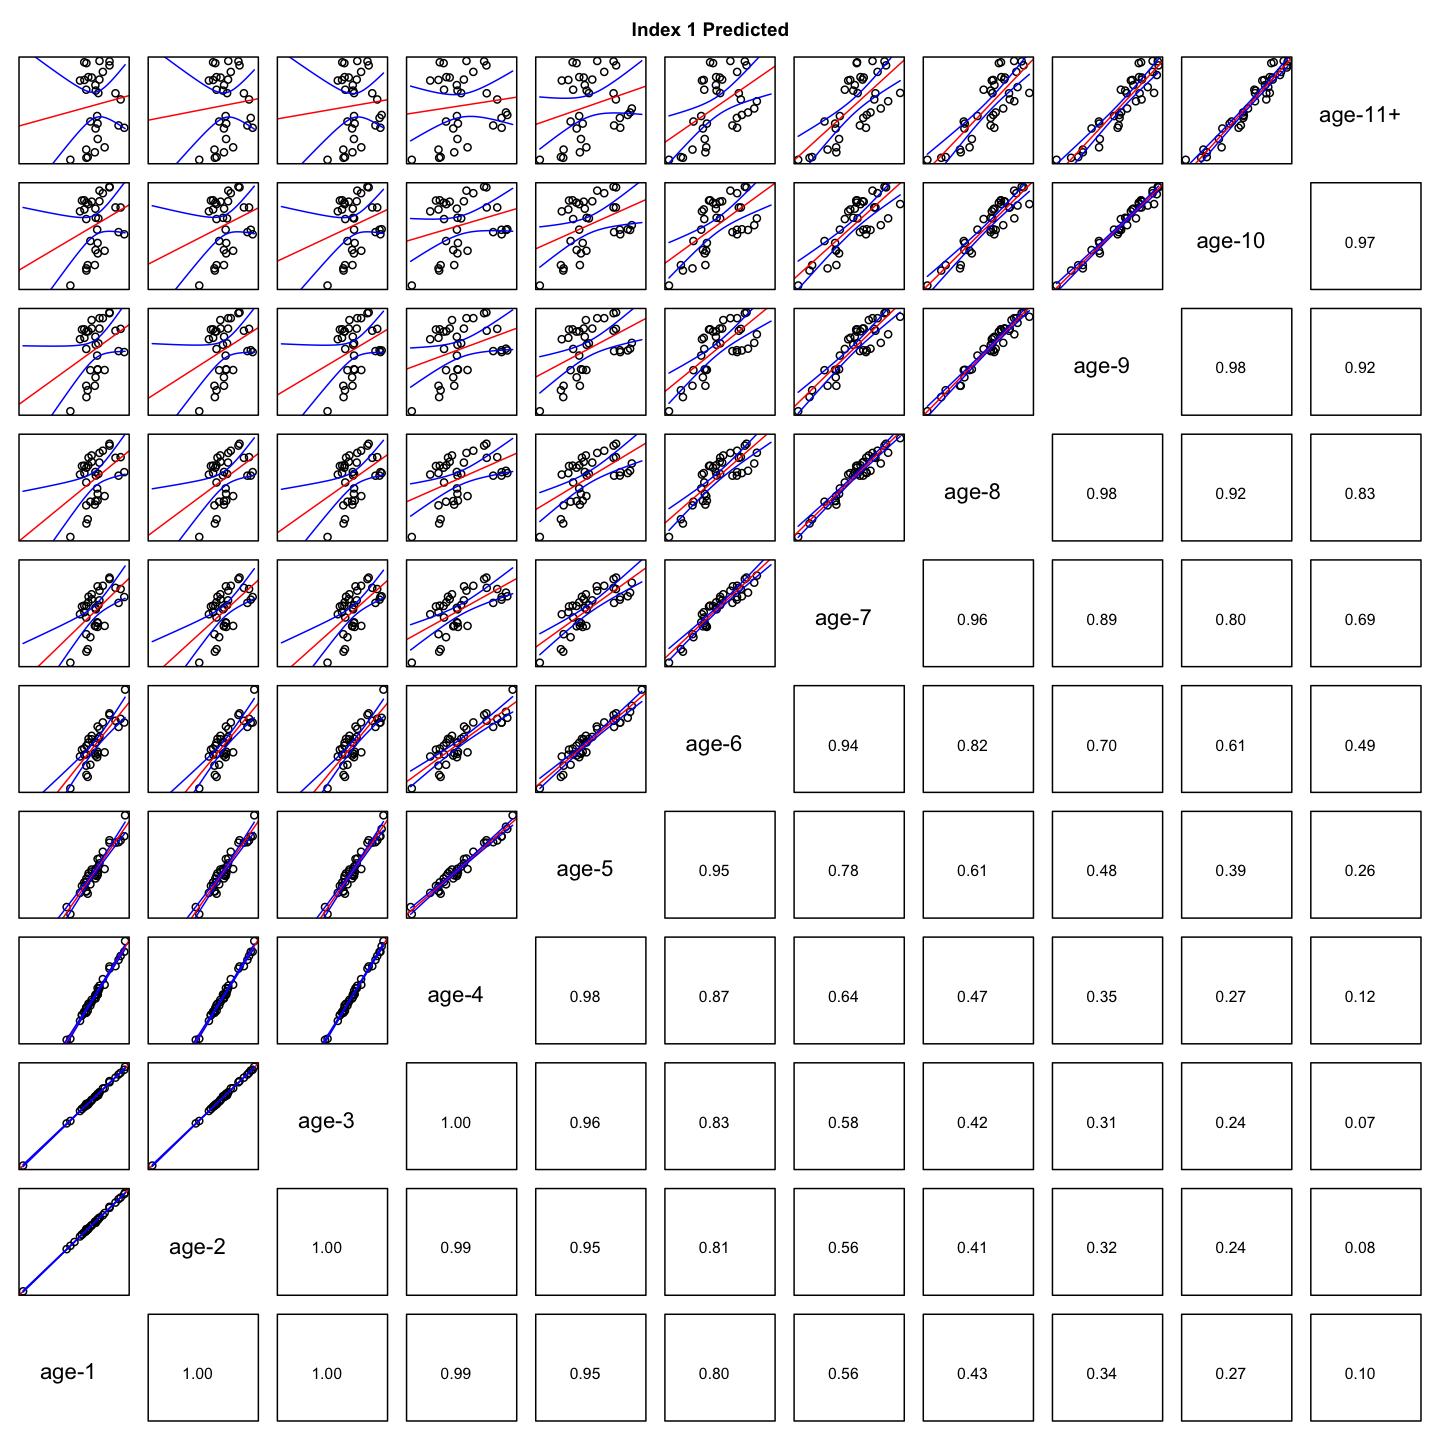 Index 1 Predicted
age-11+
age-10 0.97
age-9 0.98 0.92
age-8 0.98 0.92 0.83
age-7 0.96 0.89 0.80 0.69
age-6 0.94 0.82 0.70 0.61 0.49
age-5 0.95 0.78 0.61 0.48 0.39 0.26
age-4 0.98 0.87 0.64 0.47 0.35 0.27 0.12
age-3 1.00 0.96 0.83 0.58 0.42 0.31 0.24 0.07
age-2 1.00 0.99 0.95 0.81 0.56 0.41 0.32 0.24 0.08
age-1 1.00 1.00 0.99 0.95 0.80 0.56 0.43 0.34 0.27 0.10